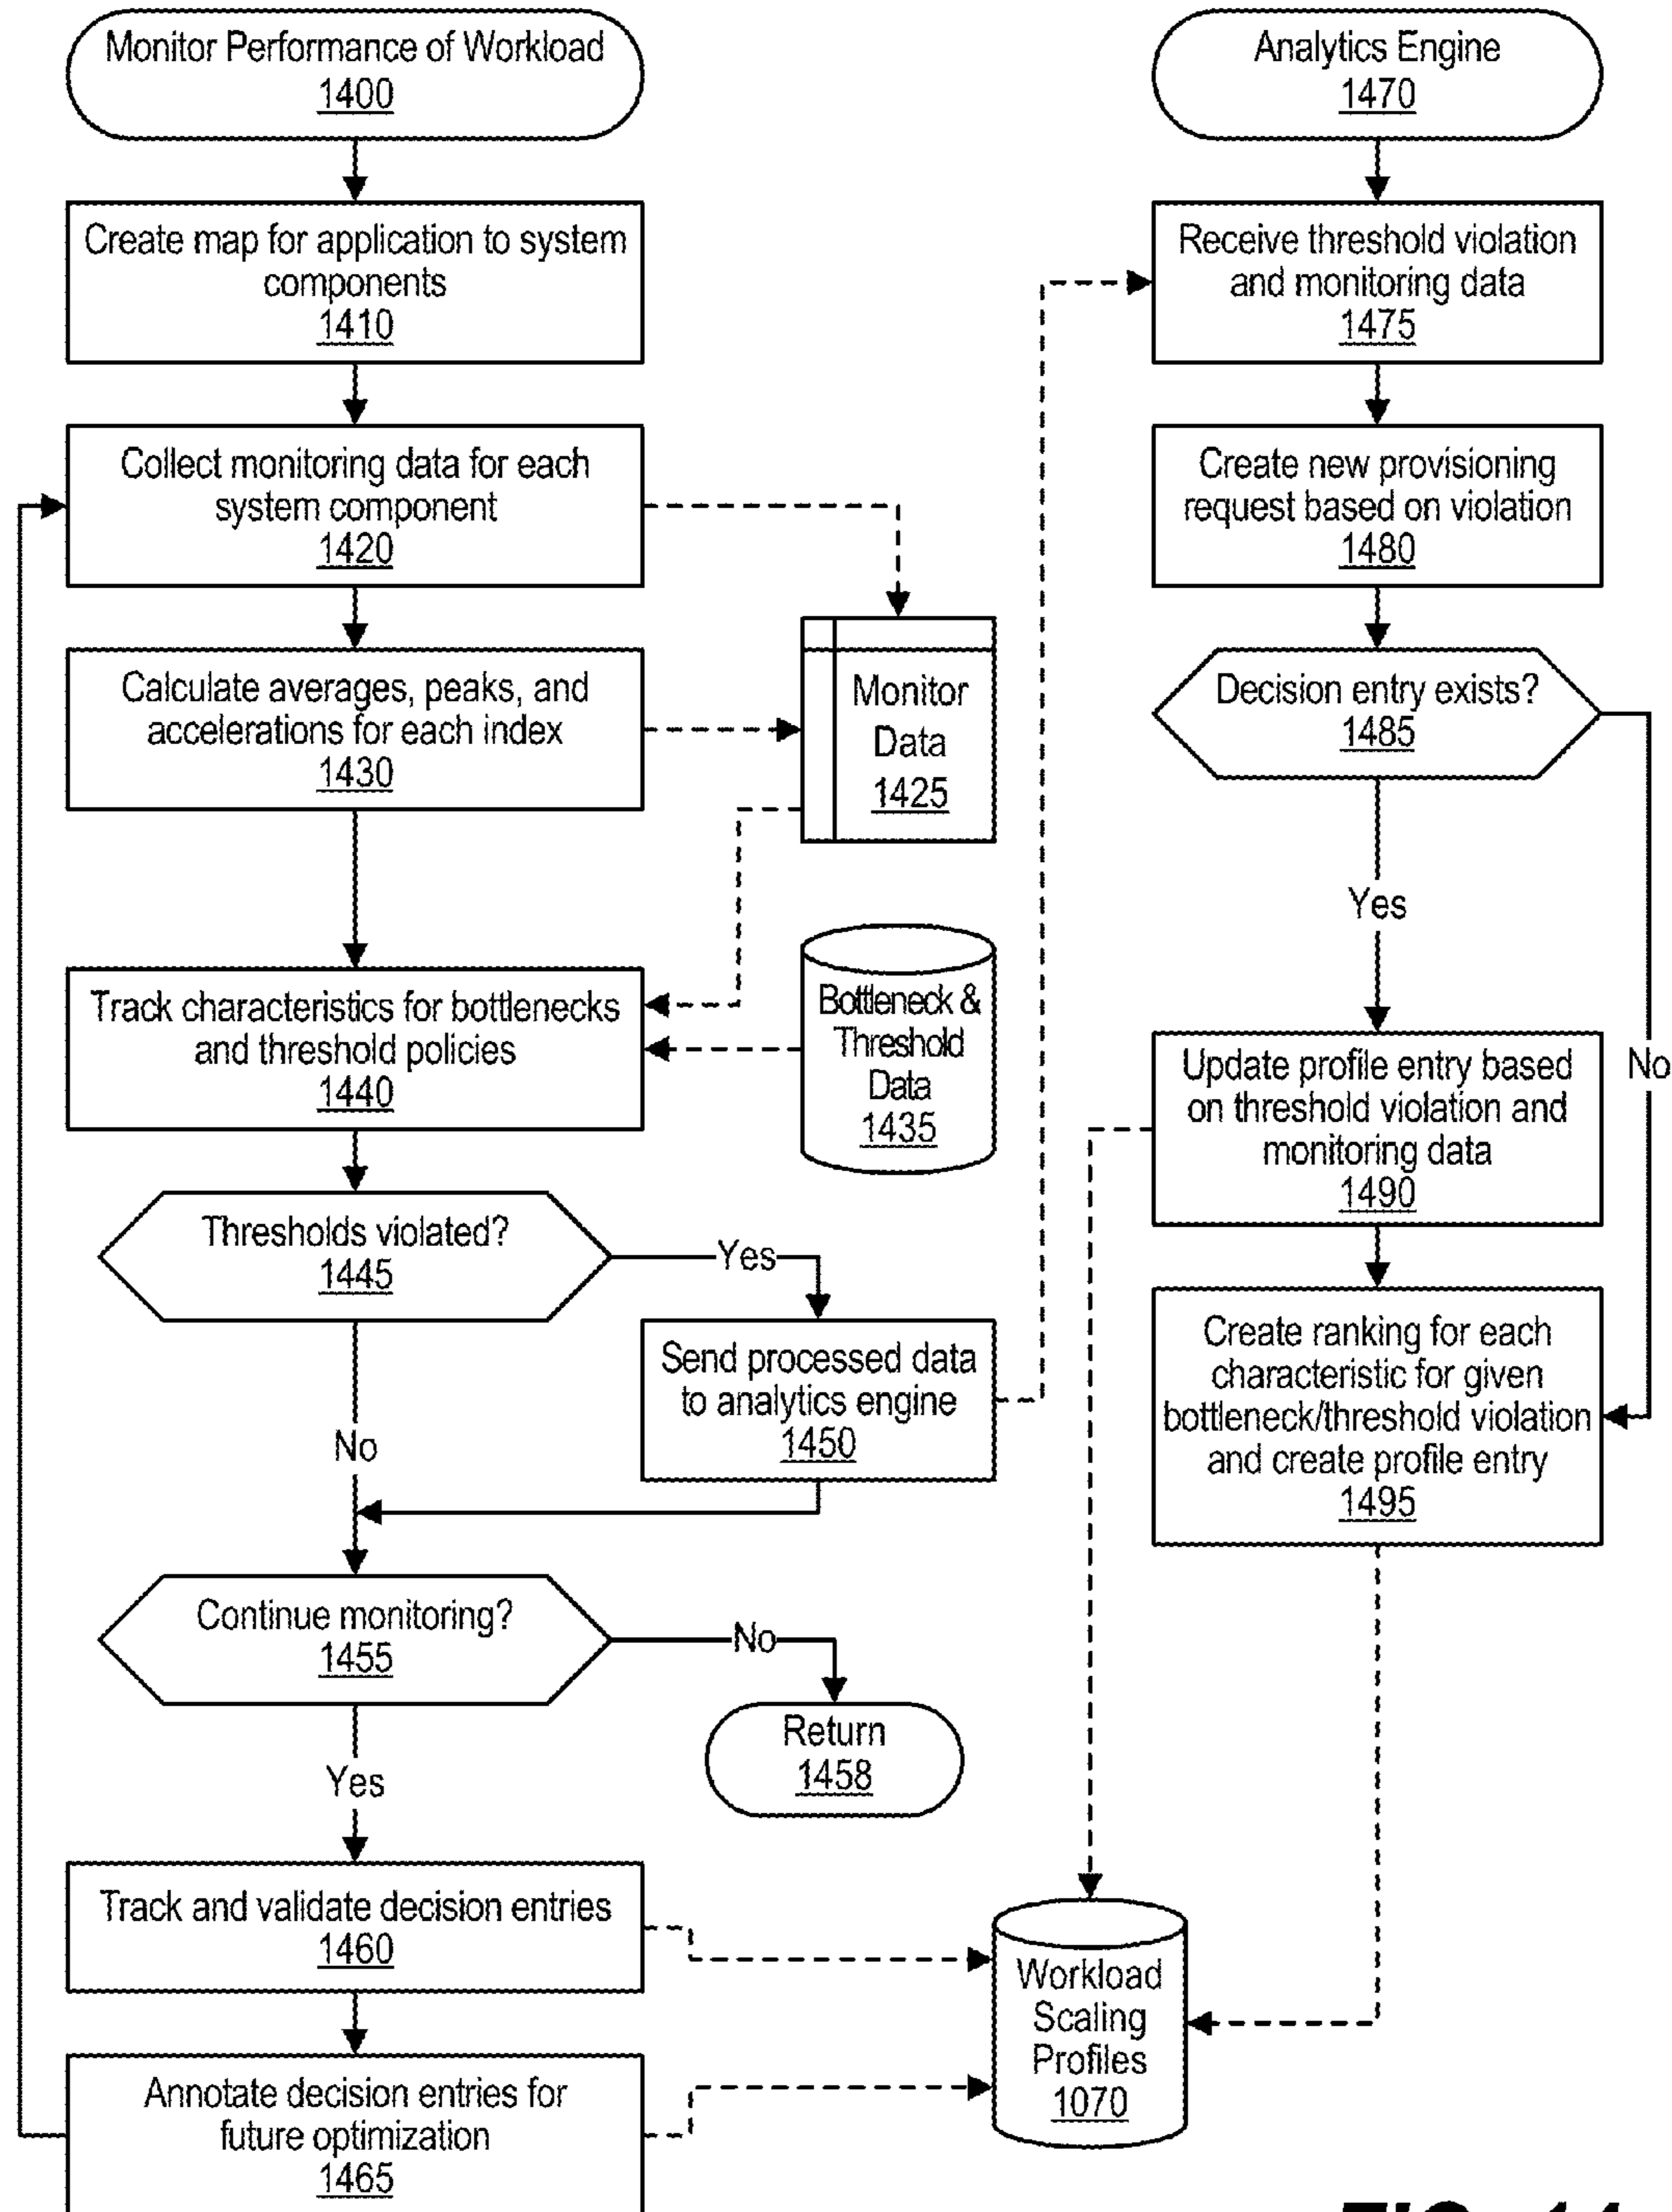 Monitor Performance of Workload
1400
Create map for application to system
components
1410
Collect monitoring data for each
system component
1420
Calculate averages, peaks, and
accelerations for each index
1430
Monitor
Data
1425
Track characteristics for bottlenecks
and threshold policies
1440
Bottleneck &
Threshold
Data
1435
Thresholds violated?
1445
Yes
Send processed data
to analytics engine
1450
No
Continue monitoring?
1455
No
Return
1458
Yes
Track and validate decision entries
1460
Annotate decision entries for
future optimization
1465
Analytics Engine
1470
Receive threshold violation
and monitoring data
1475
Create new provisioning
request based on violation
1480
Decision entry exists?
1485
Yes
No
Update profile entry based
on threshold violation and
monitoring data
1490
Create ranking for each
characteristic for given
bottleneck/threshold violation
and create profile entry
1495
Workload
Scaling
Profiles
1070